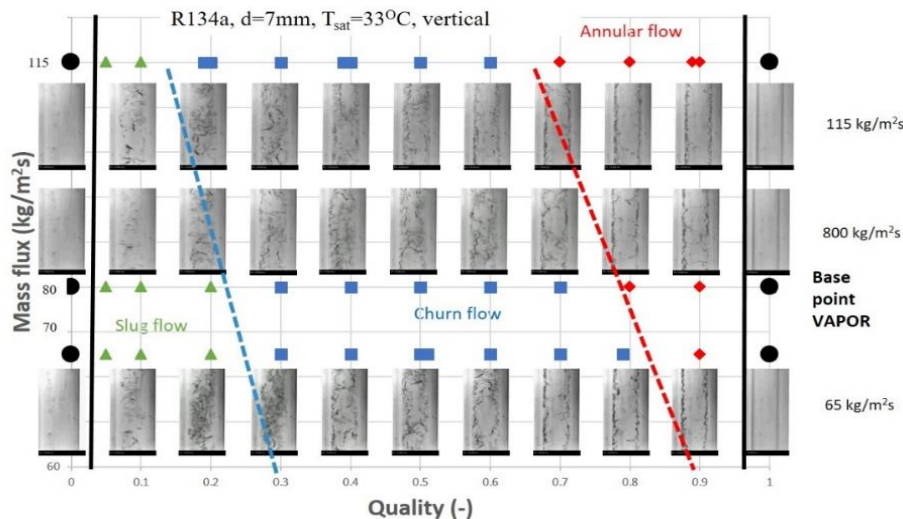 R134a, d=7mm, T_sat=33°C, vertical
Annular flow
115
115 kg/m²s
800 kg/m²s
Mass flux (kg/m²s)
80
Base
point
VAPOR
Slug flow
Churn flow
70
65 kg/m²s
60
0 0.1 0.2 0.3 0.4 0.5 0.6 0.7 0.8 0.9 1
Quality (-)